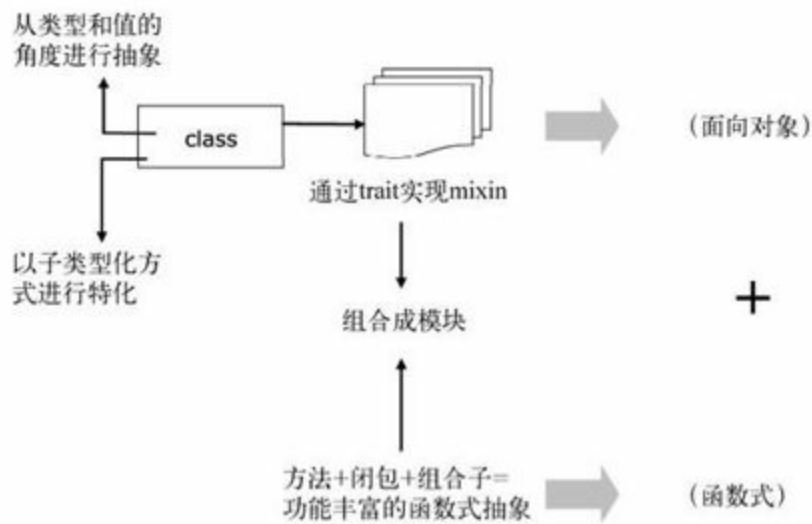 从类型和值的
角度进行抽象
class
(面向对象)
通过trait实现mixin
以子类型化方
式进行特化
组合成模块
+
方法+闭包+组合子=
功能丰富的函数式抽象
(函数式)